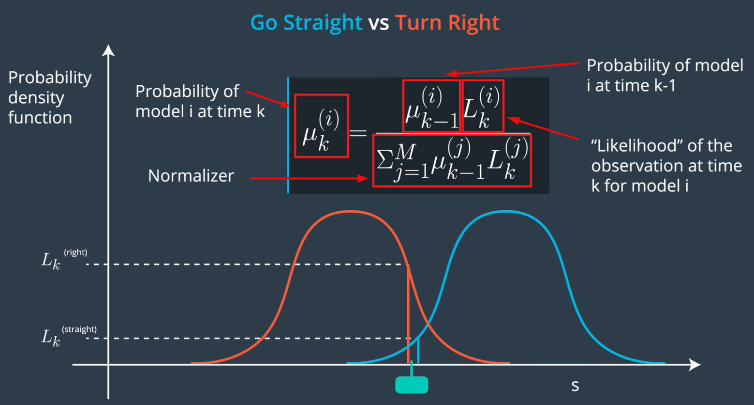 Go Straight vs Turn Right
Probability
density
function
Probability of
model i at time k
Normalizer
μ_k^(i) = μ_{k-1}^(i) L_k^(i) / Σ_{j=1}^M μ_{k-1}^(j) L_k^(j)
Probability of model
i at time k-1
“Likelihood” of the
observation at time
k for model i
L_k^(right)
L_k^(straight)
s